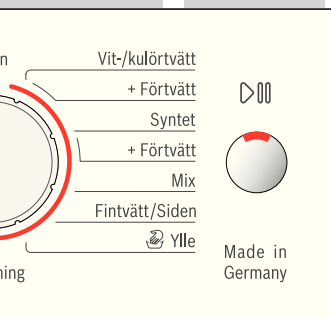 Vit-/kulörtvätt
+ Förtvätt
Syntet
+ Förtvätt
Mix
Fintvätt/Siden
Ylle
Made in
Germany